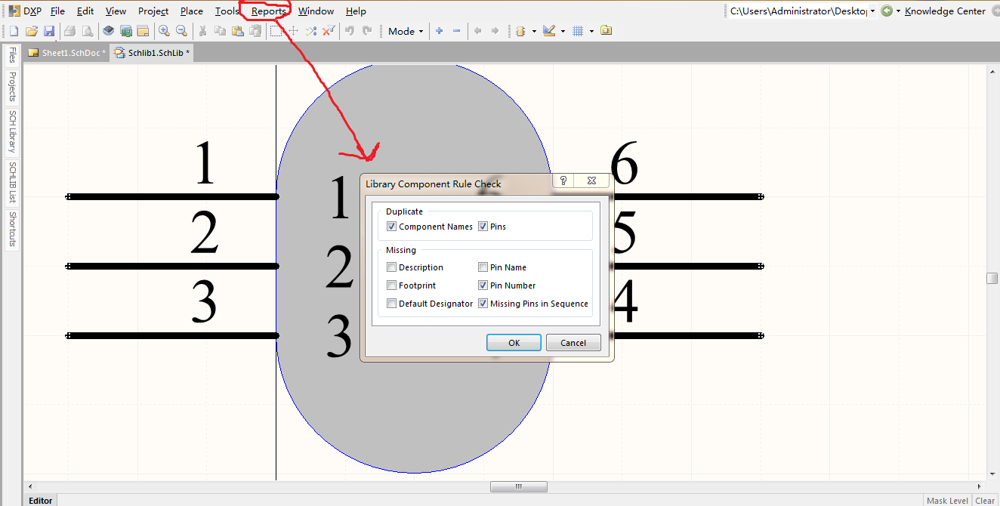 DXP File Edit View Project Place Tools Reports Window Help C:\Users\Administrator\Deskto Knowledge Center
Mode
Sheet1.SchDoc * Schlib1.SchLib *
Files
Projects
SCH Library
SCHLIB List
Shortcuts
1
2
3
1
2
3
6
5
4
Library Component Rule Check
Duplicate
Component Names Pins
Missing
Description Pin Name
Footprint Pin Number
Default Designator Missing Pins in Sequence
OK Cancel
Editor Mask Level Clear